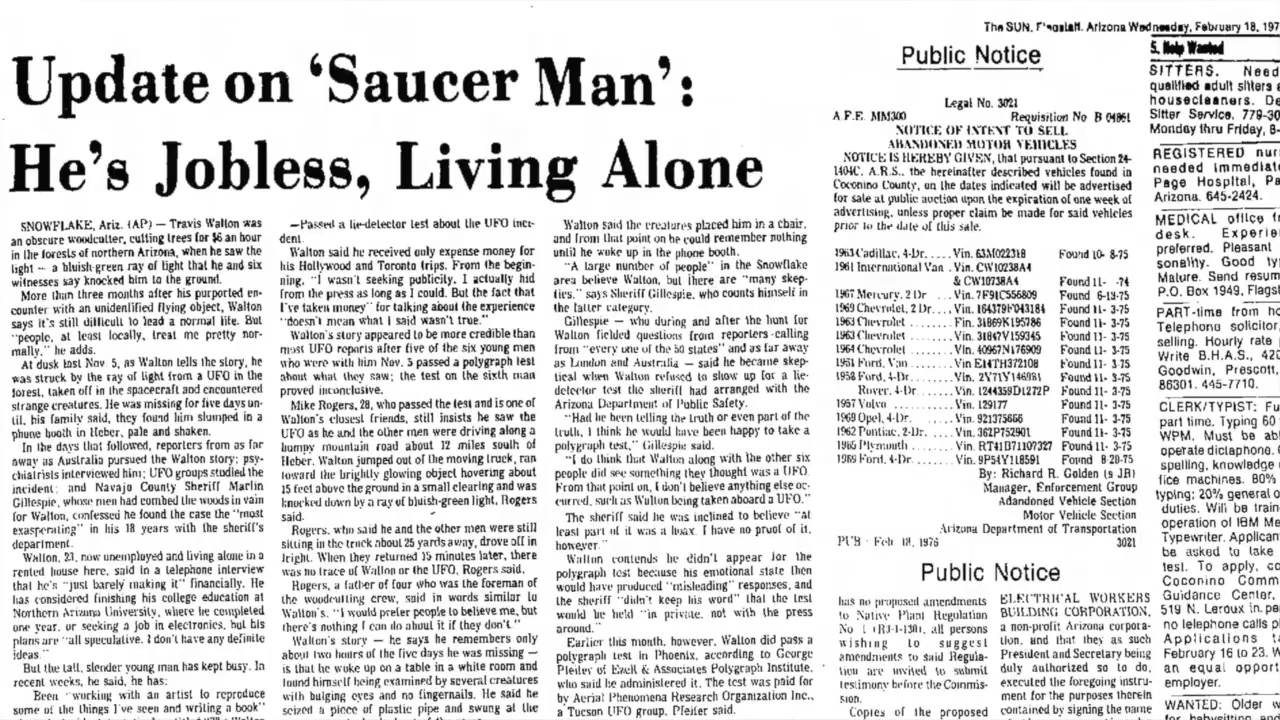 The SUN, Flagstaff, Arizona Wednesday, February 18, 197
Update on ‘Saucer Man’:
He’s Jobless, Living Alone
SNOWFLAKE, Ariz. (AP) — Travis Walton was
an obscure woodcutter, cutting trees for $6 an hour
in the forests of northern Arizona, when he saw the
light — a bluish-green ray of light that he and six
witnesses say knocked him to the ground.
More than three months after his purported en-
counter with an unidentified flying object, Walton
says it's still difficult to lead a normal life. But
"people, at least locally, treat me pretty nor-
mally," he adds.
At dusk last Nov. 5, as Walton tells the story, he
was struck by the ray of light from a UFO in the
forest, taken off in the spacecraft and encountered
strange creatures. He was missing for five days un-
til, his family said, they found him slumped in a
phone booth in Heber, pale and shaken.
In the days that followed, reporters from as far
away as Australia pursued the Walton story; psy-
chiatrists interviewed him; UFO groups studied the
incident; and Navajo County Sheriff Marlin
Gillespie, whose men had combed the woods in vain
for Walton, confessed he found the case the "most
exasperating" in his 18 years with the sheriff's
department.
Walton, 23, now unemployed and living alone in a
rented house here, said in a telephone interview
that he's "just barely making it" financially. He
has considered finishing his college education at
Northern Arizona University, where he completed
one year, or seeking a job in electronics, but his
plans are "all speculative. I don't have any definite
ideas."
But the tall, slender young man has kept busy. In
recent weeks, he said, he has:
Been "working with an artist to reproduce
some of the things I've seen and writing a book"
—Passed a lie-detector test about the UFO inci-
dent.
Walton said he received only expense money for
his Hollywood and Toronto trips. From the begin-
ning, "I wasn't seeking publicity. I actually hid
from the press as long as I could. But the fact that
I've taken money" for talking about the experience
"doesn't mean what I said wasn't true."
Walton's story appeared to be more credible than
most UFO reports after five of the six young men
who were with him Nov. 5 passed a polygraph test
about what they saw; the test on the sixth man
proved inconclusive.
Mike Rogers, 28, who passed the test and is one of
Walton's closest friends, still insists he saw the
UFO as he and the other men were driving along a
bumpy mountain road about 12 miles south of
Heber. Walton jumped out of the moving truck, ran
toward the brightly glowing object hovering about
15 feet above the ground in a small clearing and was
knocked down by a ray of bluish-green light, Rogers
said.
Rogers, who said he and the other men were still
sitting in the truck about 25 yards away, drove off in
fright. When they returned 15 minutes later, there
was no trace of Walton or the UFO, Rogers said.
Rogers, a father of four who was the foreman of
the woodcutting crew, said in words similar to
Walton's. "I would prefer people to believe me, but
there's nothing I can do about it if they don't."
Walton's story — he says he remembers only
about two hours of the five days he was missing —
is that he woke up on a table in a white room and
found himself being examined by several creatures
with bulging eyes and no fingernails. He said he
seized a piece of plastic pipe and swung at the
Walton said the creatures placed him in a chair,
and from that point on he could remember nothing
until he woke up in the phone booth.
"A large number of people" in the Snowflake
area believe Walton, but there are "many skep-
tics," says Sheriff Gillespie, who counts himself in
the latter category.
Gillespie — who during and after the hunt for
Walton fielded questions from reporters calling
from "every one of the 50 states" and as far away
as London and Australia — said he became skep-
tical when Walton refused to show up for a lie-
detector test the sheriff had arranged with the
Arizona Department of Public Safety.
"Had he been telling the truth or even part of the
truth, I think he would have been happy to take a
polygraph test," Gillespie said.
"I do think that Walton along with the other six
people did see something they thought was a UFO.
From that point on, I don't believe anything else oc-
curred, such as Walton being taken aboard a UFO."
The sheriff said he was inclined to believe "at
least part of it was a hoax. I have no proof of it,
however."
Walton contends he didn't appear for the
polygraph test because his emotional state then
would have produced "misleading" responses, and
the sheriff "didn't keep his word" that the test
would be held "in private, not with the press
around."
Earlier this month, however, Walton did pass a
polygraph test in Phoenix, according to George
Pfeifer of Ezell & Associates Polygraph Institute,
who said he administered it. The test was paid for
by Aerial Phenomena Research Organization Inc.,
a Tucson UFO group, Pfeifer said.
Public Notice
Legal No. 3021
A.F.E. MM300 Requisition No B 04861
NOTICE OF INTENT TO SELL
ABANDONED MOTOR VEHICLES
NOTICE IS HEREBY GIVEN, that pursuant to Section 24-
1404C, A.R.S., the hereinafter described vehicles found in
Coconino County, on the dates indicated will be advertised
for sale at public auction upon the expiration of one week of
advertising, unless proper claim be made for said vehicles
prior to the date of this sale.
1963 Cadillac, 4-Dr. . Vin. 63M022318 Found 10- 8-75
1961 International Van . Vin. CW10238A4
& CW10238A4 Found 11- -74
1967 Mercury, 2 Dr . . . Vin. 7F91C556809 Found 6-13-75
1969 Chevrolet, 2 Dr. . . Vin. 164379F043184 Found 11- 3-75
1963 Chevrolet . . . . . . . Vin. 31869K195786 Found 11- 3-75
1963 Chevrolet . . . . . . . Vin. 31847V159345 Found 11- 3-75
1964 Chevrolet . . . . . . . Vin. 40967N176909 Found 11- 3-75
1951 Ford, Van . . . . . Vin E14TH372108 Found 11- 3-75
1958 Ford, 4-Dr. . . . . . Vin. 2V71V146931 Found 11- 3-75
Rover, 4-Dr. . . . . Vin. 1244359D1272P Found 11- 3-75
1957 Volvo . . . . . Vin. 129177 Found 11- 3-75
1969 Opel, 4-Dr. . . . . Vin. 921375666 Found 11- 3-75
1962 Pontiac, 2-Dr. . . . Vin. 362P752901 Found 11- 3-75
1965 Plymouth . . . . . . Vin. RT41D71107327 Found 11- 3-75
1959 Ford, 4-Dr. . . . . . Vin. 9P54Y118591 Found 8 20-75
By: Richard R. Golden (s JB)
Manager, Enforcement Group
Abandoned Vehicle Section
Motor Vehicle Section
Arizona Department of Transportation
PUB · Feb 18, 1976 3021
Public Notice
has no proposed amendments
to Native Plant Regulation
No 1 (R3-1-130), all persons
wishing to suggest
amendments to said Regula-
tion are invited to submit
testimony before the Commis-
sion.
Copies of the proposed
ELECTRICAL WORKERS
BUILDING CORPORATION,
a non-profit Arizona corpora-
tion, and that they as such
President and Secretary being
duly authorized so to do,
executed the foregoing instru-
ment for the purposes therein
contained by signing the name
5. Help Wanted
SITTERS. Need
qualified adult sitters a
housecleaners. De
Sitter Service, 779-30
Monday thru Friday, 8-
REGISTERED nur
needed immediate
Page Hospital, Pa
Arizona. 645-2424.
MEDICAL office f
desk. Experie
preferred. Pleasant
sonality. Good ty
Mature. Send resum
P.O. Box 1949, Flagst
PART-time from ho
Telephone solicitor,
selling. Hourly rate
Write B.H.A.S., 422
Goodwin, Prescott,
86301. 445-7710.
CLERK/TYPIST: Fu
part time. Typing 60
WPM. Must be abl
operate dictaphone. G
spelling, knowledge
fice machines. 80%
typing; 20% general o
duties. Will be train
operation of IBM Me
Typewriter. Applican
be asked to take
test. To apply, co
Coconino Comm
Guidance Center,
519 N. Leroux in. pe
no telephone calls pl
Applications t
February 16 to 23. W
an equal opport
employer.
WANTED: Older w